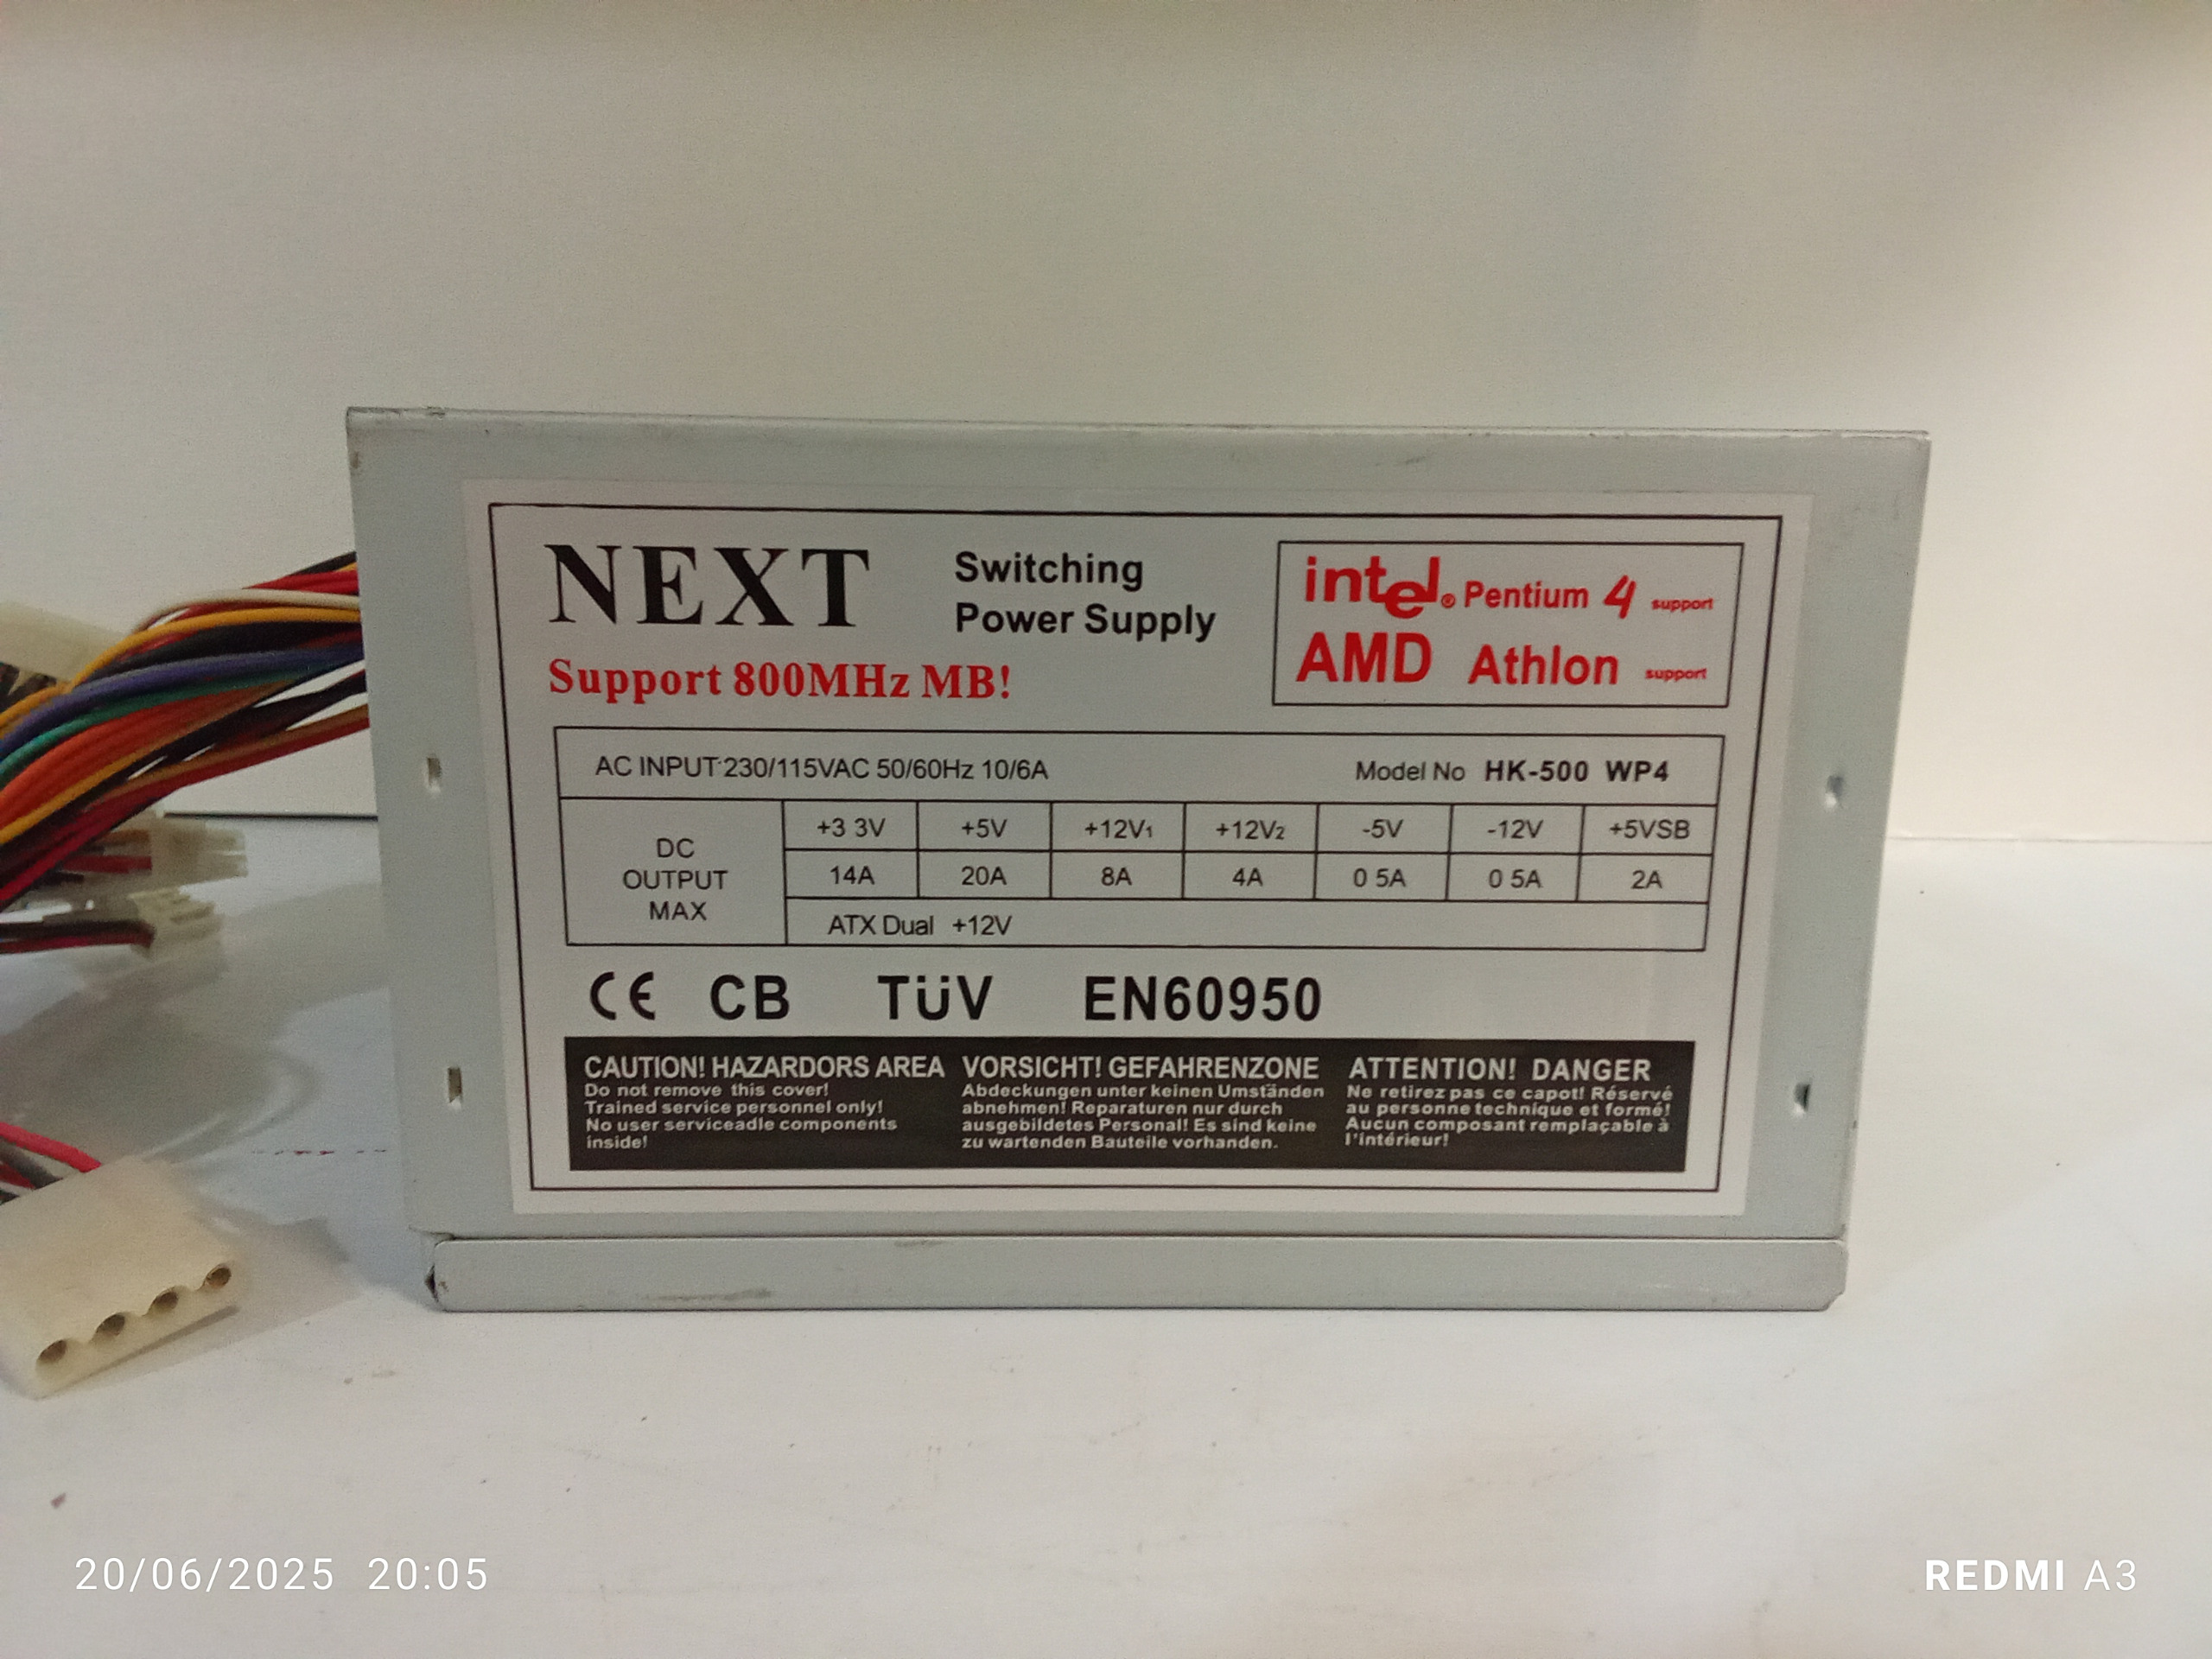 NEXT
Switching
Power Supply
Support 800MHz MB!
intel® Pentium 4 support
AMD Athlon support
AC INPUT 230/115VAC 50/60Hz 10/6A
Model No HK-500 WP4
DC
OUTPUT
MAX
+3 3V +5V +12V1 +12V2 -5V -12V +5VSB
14A 20A 8A 4A 0 5A 0 5A 2A
ATX Dual +12V
CE CB TüV EN60950
CAUTION! HAZARDORS AREA
Do not remove this cover!
Trained service personnel only!
No user serviceadle components
inside!
VORSICHT! GEFAHRENZONE
Abdeckungen unter keinen Umständen
abnehmen! Reparaturen nur durch
ausgebildetes Personal! Es sind keine
zu wartenden Bauteile vorhanden.
ATTENTION! DANGER
Ne retirez pas ce capot! Réservé
au personne technique et formé!
Aucun composant remplaçable à
l'intérieur!
20/06/2025 20:05
REDMI A3